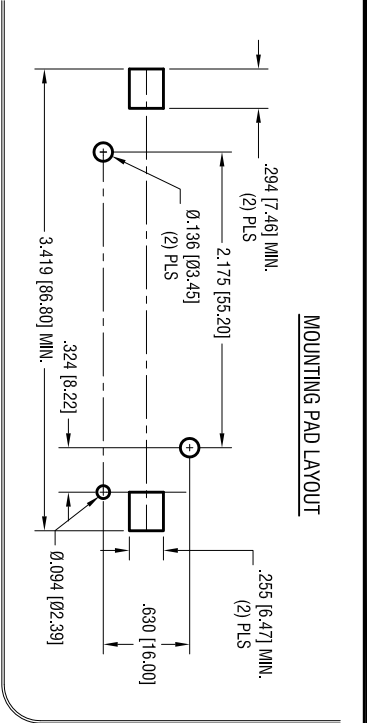 MOUNTING PAD LAYOUT
.294 [7.46] MIN.
(2) PLS
2.175 [55.20]
Ø.136 [Ø3.45]
(2) PLS
.255 [6.47] MIN.
(2) PLS
.630 [16.00]
.324 [8.22]
Ø.094 [Ø2.39]
3.419 [86.80] MIN.